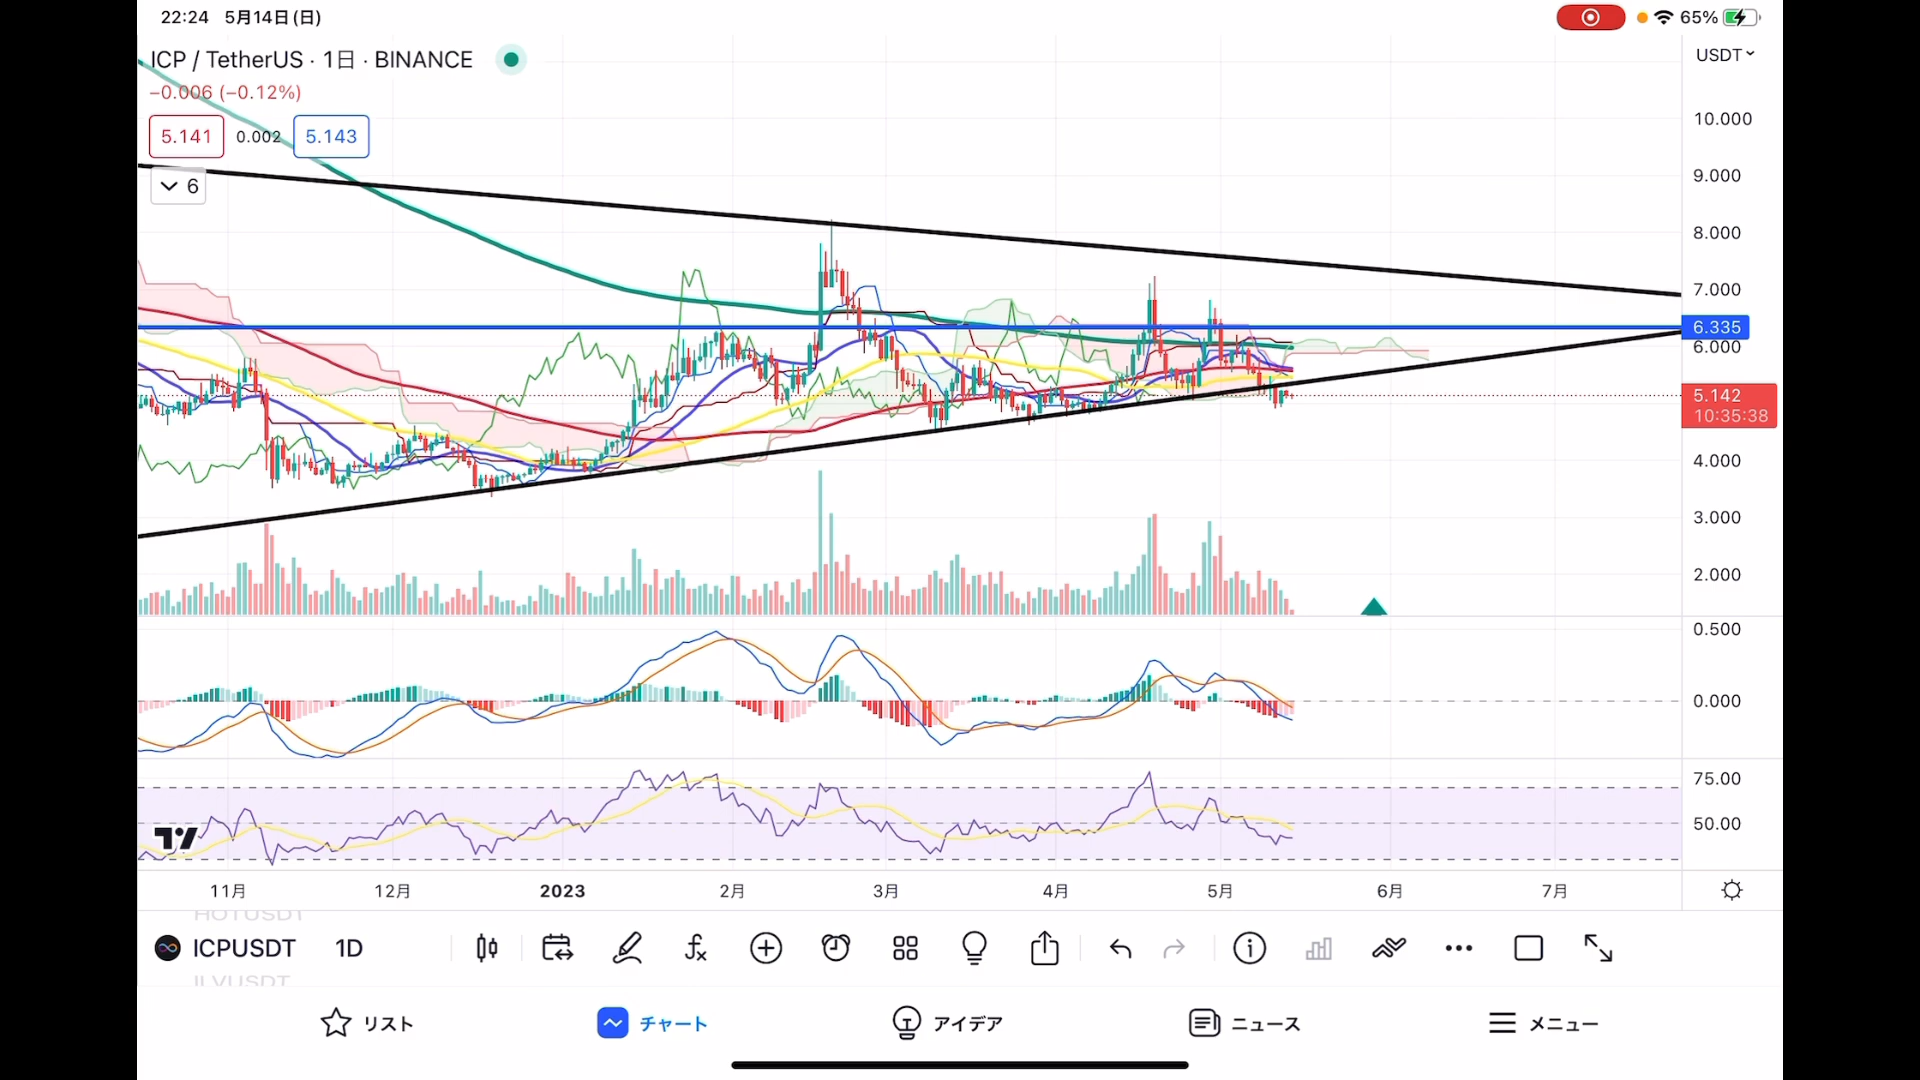 22:24 5月14日(日)
65%
ICP / TetherUS · 1日 · BINANCE
USDT
−0.006 (−0.12%)
5.141 0.002 5.143
6
10.000
9.000
8.000
7.000
6.335
6.000
5.142
10:35:38
4.000
3.000
2.000
0.500
0.000
75.00
50.00
11月 12月 2023 2月 3月 4月 5月 6月 7月
HOTUSDT
ICPUSDT 1D
ILVUSDT
リスト チャート アイデア ニュース メニュー